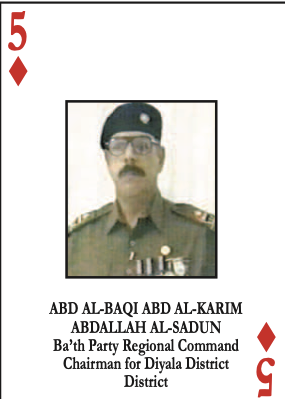 5
ABD AL-BAQI ABD AL-KARIM
ABDALLAH AL-SADUN
Ba'th Party Regional Command
Chairman for Diyala District
District
5